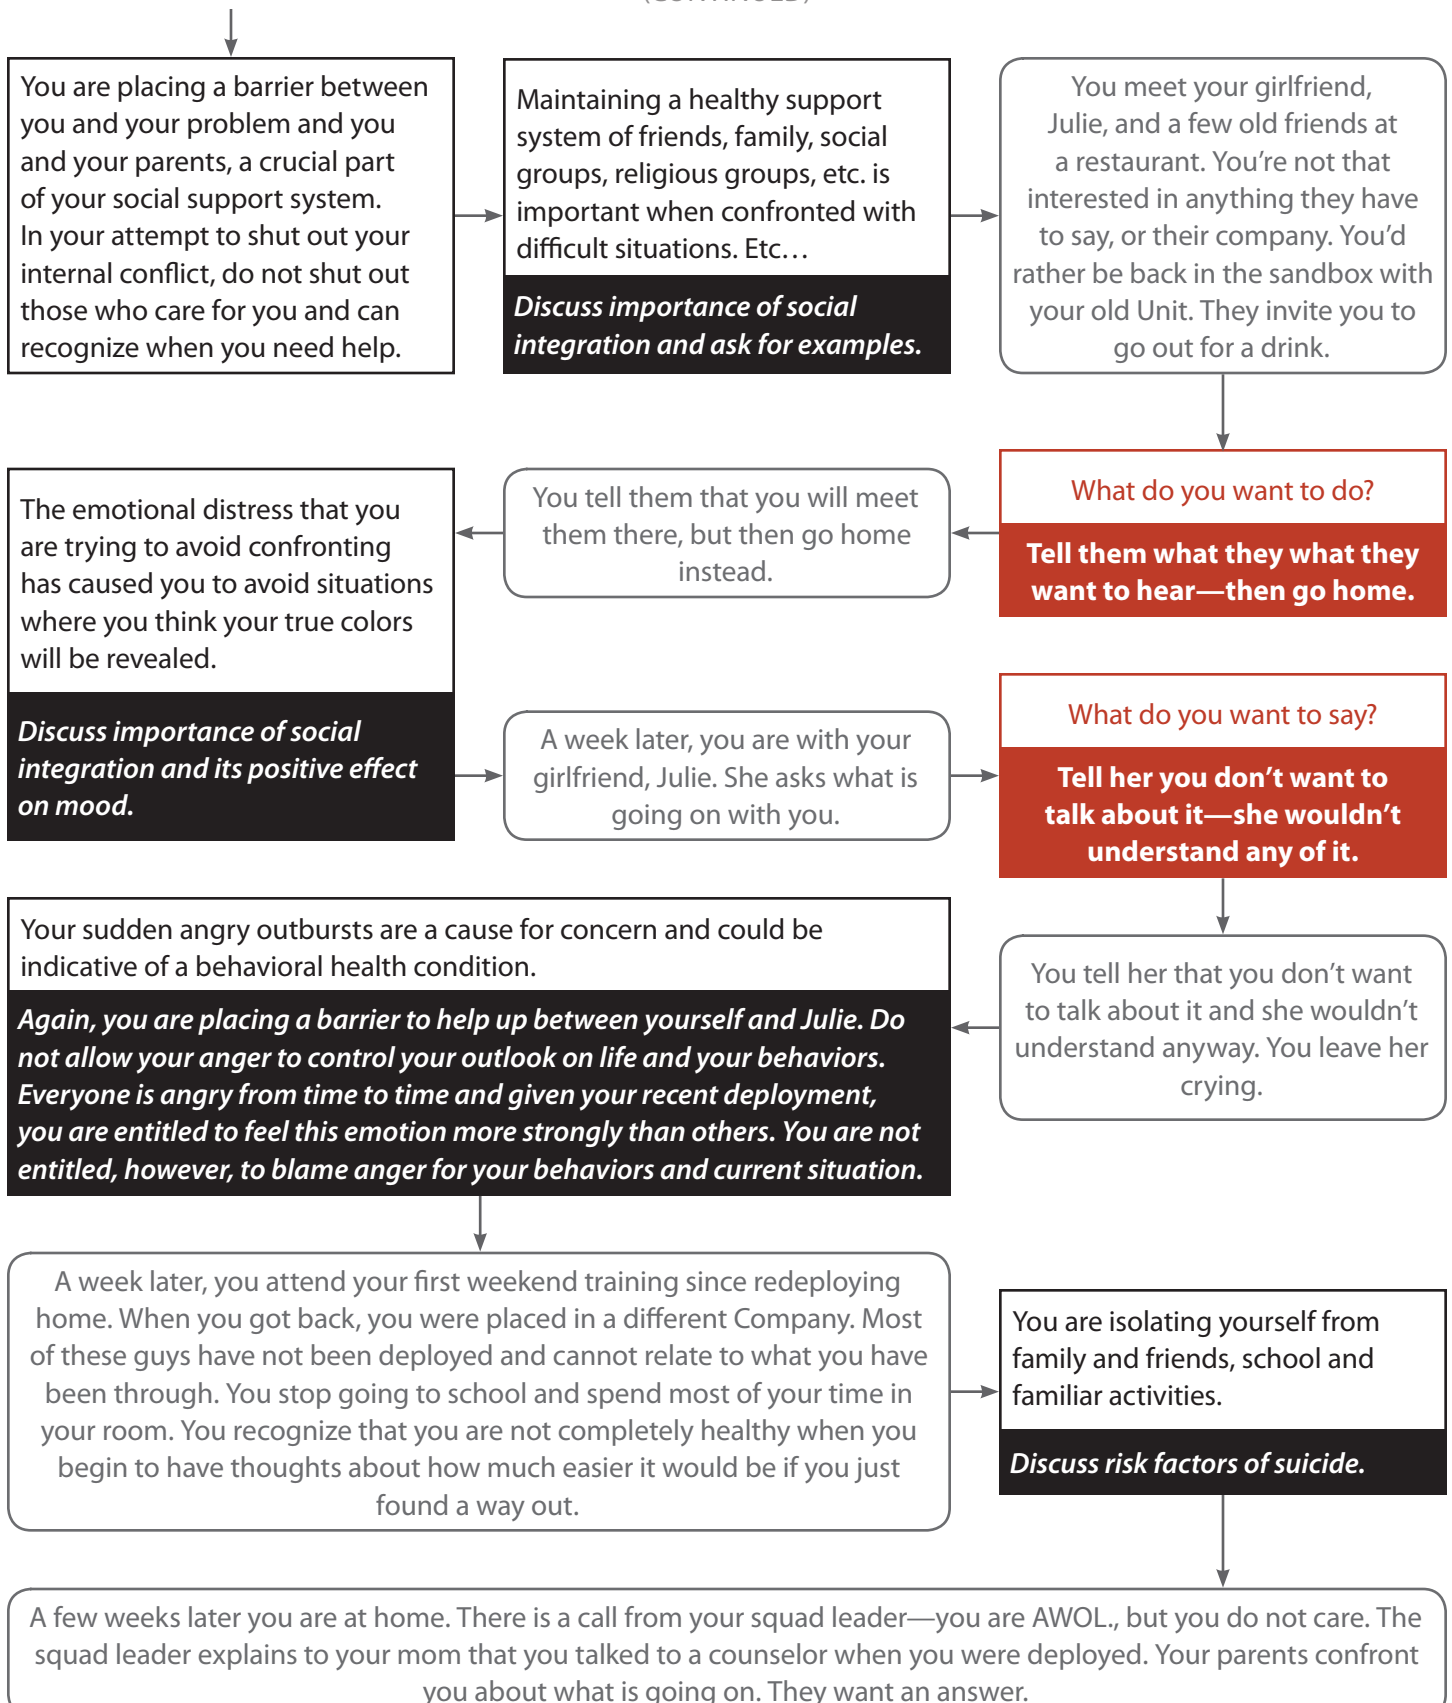 (CONTINUED)
You are placing a barrier between
you and your problem and you
and your parents, a crucial part
of your social support system.
In your attempt to shut out your
internal conflict, do not shut out
those who care for you and can
recognize when you need help.
Maintaining a healthy support
system of friends, family, social
groups, religious groups, etc. is
important when confronted with
difficult situations. Etc…
Discuss importance of social
integration and ask for examples.
You meet your girlfriend,
Julie, and a few old friends at
a restaurant. You’re not that
interested in anything they have
to say, or their company. You’d
rather be back in the sandbox with
your old Unit. They invite you to
go out for a drink.
What do you want to do?
Tell them what they what they
want to hear—then go home.
You tell them that you will meet
them there, but then go home
instead.
The emotional distress that you
are trying to avoid confronting
has caused you to avoid situations
where you think your true colors
will be revealed.
Discuss importance of social
integration and its positive effect
on mood.
A week later, you are with your
girlfriend, Julie. She asks what is
going on with you.
What do you want to say?
Tell her you don’t want to
talk about it—she wouldn’t
understand any of it.
You tell her that you don’t want
to talk about it and she wouldn’t
understand anyway. You leave her
crying.
Your sudden angry outbursts are a cause for concern and could be
indicative of a behavioral health condition.
Again, you are placing a barrier to help up between yourself and Julie. Do
not allow your anger to control your outlook on life and your behaviors.
Everyone is angry from time to time and given your recent deployment,
you are entitled to feel this emotion more strongly than others. You are not
entitled, however, to blame anger for your behaviors and current situation.
A week later, you attend your first weekend training since redeploying
home. When you got back, you were placed in a different Company. Most
of these guys have not been deployed and cannot relate to what you have
been through. You stop going to school and spend most of your time in
your room. You recognize that you are not completely healthy when you
begin to have thoughts about how much easier it would be if you just
found a way out.
You are isolating yourself from
family and friends, school and
familiar activities.
Discuss risk factors of suicide.
A few weeks later you are at home. There is a call from your squad leader—you are AWOL., but you do not care. The
squad leader explains to your mom that you talked to a counselor when you were deployed. Your parents confront
you about what is going on. They want an answer.